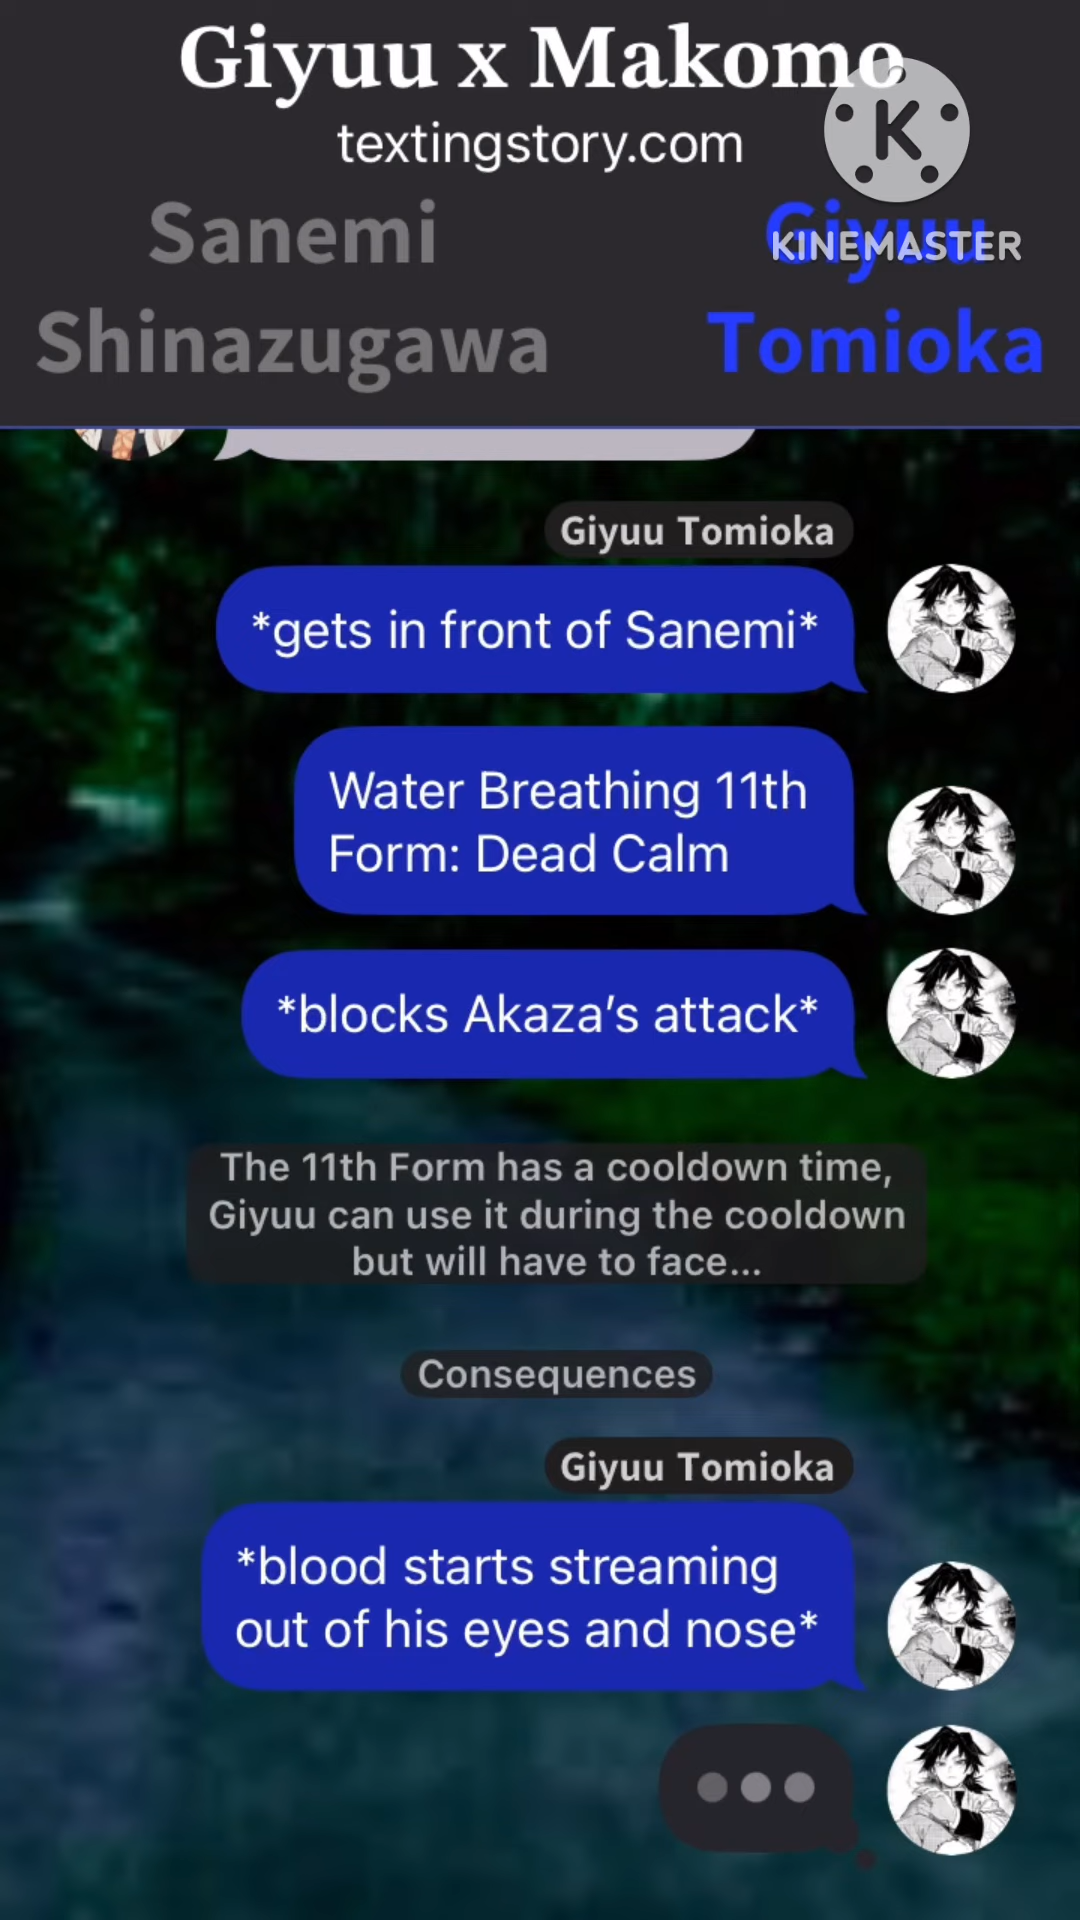 Giyuu x Makomo
textingstory.com
K
KINEMASTER
Sanemi
Shinazugawa
Giyuu
Tomioka
Giyuu Tomioka
*gets in front of Sanemi*
Water Breathing 11th
Form: Dead Calm
*blocks Akaza’s attack*
The 11th Form has a cooldown time,
Giyuu can use it during the cooldown
but will have to face...
Consequences
Giyuu Tomioka
*blood starts streaming
out of his eyes and nose*